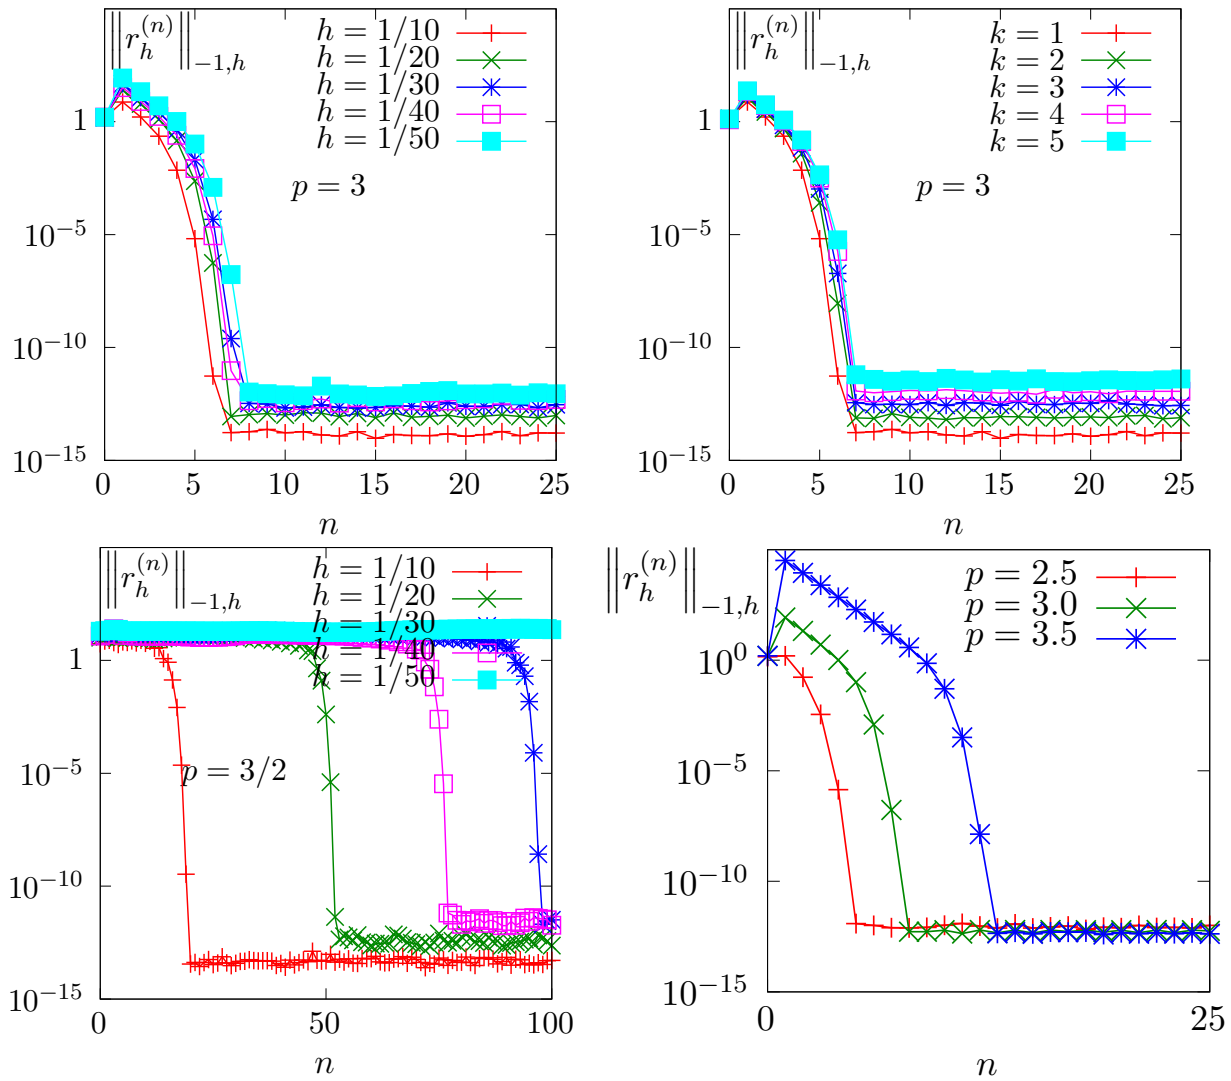 ‖r_h^{(n)}‖_{-1,h}
h = 1/10
h = 1/20
h = 1/30
h = 1/40
h = 1/50
p = 3
1
10^{-5}
10^{-10}
10^{-15}
0 5 10 15 20 25
n
‖r_h^{(n)}‖_{-1,h}
k = 1
k = 2
k = 3
k = 4
k = 5
p = 3
1
10^{-5}
10^{-10}
10^{-15}
0 5 10 15 20 25
n
‖r_h^{(n)}‖_{-1,h}
h = 1/10
h = 1/20
h = 1/30
h = 1/40
h = 1/50
p = 3/2
1
10^{-5}
10^{-10}
10^{-15}
0 50 100
n
‖r_h^{(n)}‖_{-1,h}
p = 2.5
p = 3.0
p = 3.5
10^0
10^{-5}
10^{-10}
10^{-15}
0 25
n